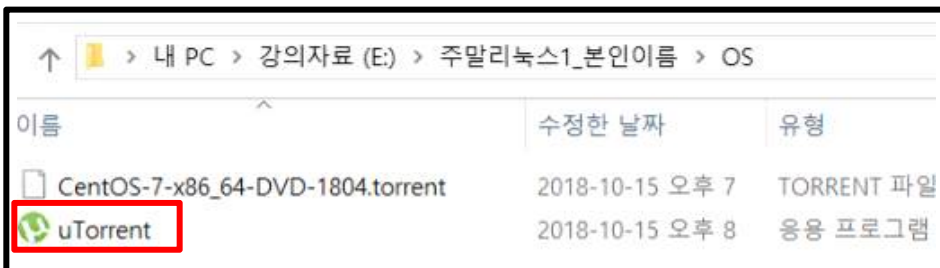 내 PC > 강의자료 (E:) > 주말리눅스1_본인이름 > OS
이름 수정한 날짜 유형
CentOS-7-x86_64-DVD-1804.torrent 2018-10-15 오후 7 TORRENT 파일
uTorrent 2018-10-15 오후 8 응용 프로그램